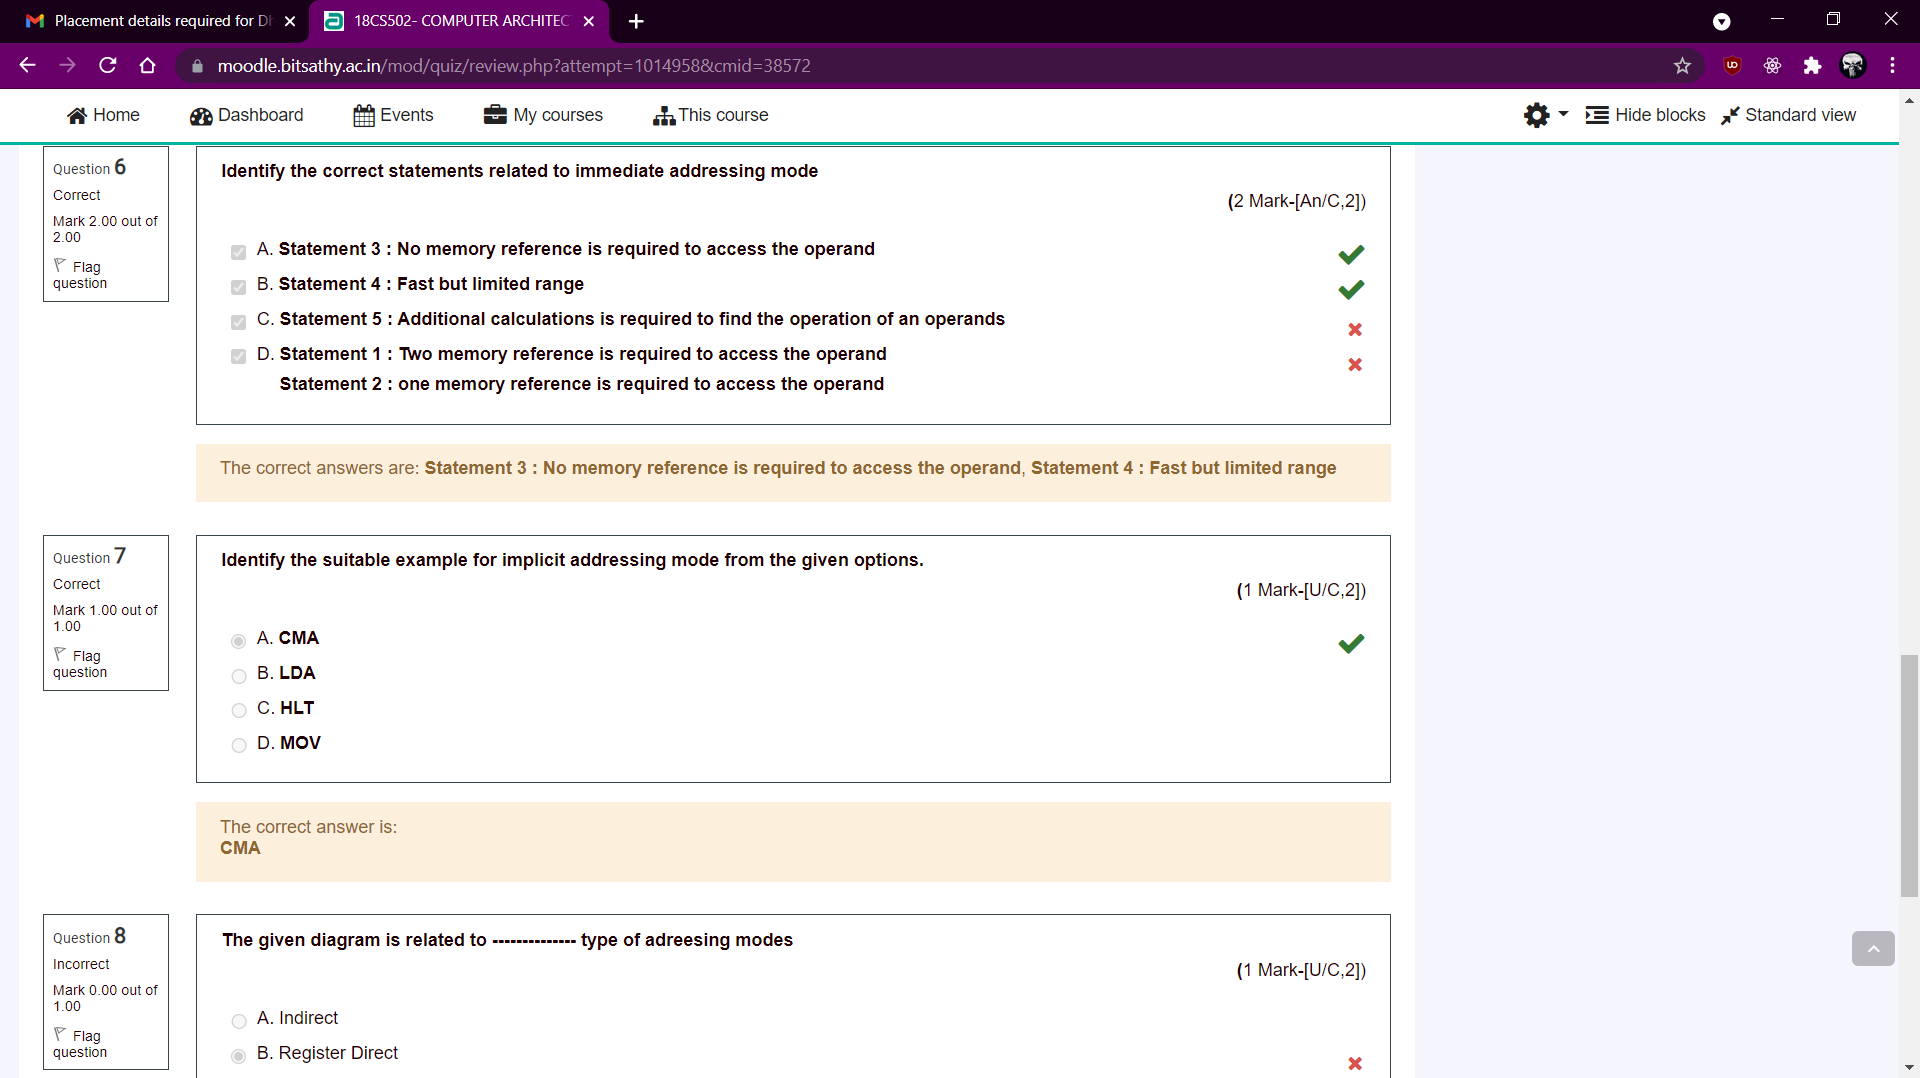 Placement details required for Dh
18CS502- COMPUTER ARCHITEC
moodle.bitsathy.ac.in/mod/quiz/review.php?attempt=1014958&cmid=38572
Home
Dashboard
Events
My courses
This course
Hide blocks
Standard view
Question 6
Correct
Mark 2.00 out of
2.00
Flag
question
Identify the correct statements related to immediate addressing mode
(2 Mark-[An/C,2])
A. Statement 3 : No memory reference is required to access the operand
B. Statement 4 : Fast but limited range
C. Statement 5 : Additional calculations is required to find the operation of an operands
D. Statement 1 : Two memory reference is required to access the operand
Statement 2 : one memory reference is required to access the operand
The correct answers are: Statement 3 : No memory reference is required to access the operand, Statement 4 : Fast but limited range
Question 7
Correct
Mark 1.00 out of
1.00
Flag
question
Identify the suitable example for implicit addressing mode from the given options.
(1 Mark-[U/C,2])
A. CMA
B. LDA
C. HLT
D. MOV
The correct answer is:
CMA
Question 8
Incorrect
Mark 0.00 out of
1.00
Flag
question
The given diagram is related to -------------- type of adreesing modes
(1 Mark-[U/C,2])
A. Indirect
B. Register Direct